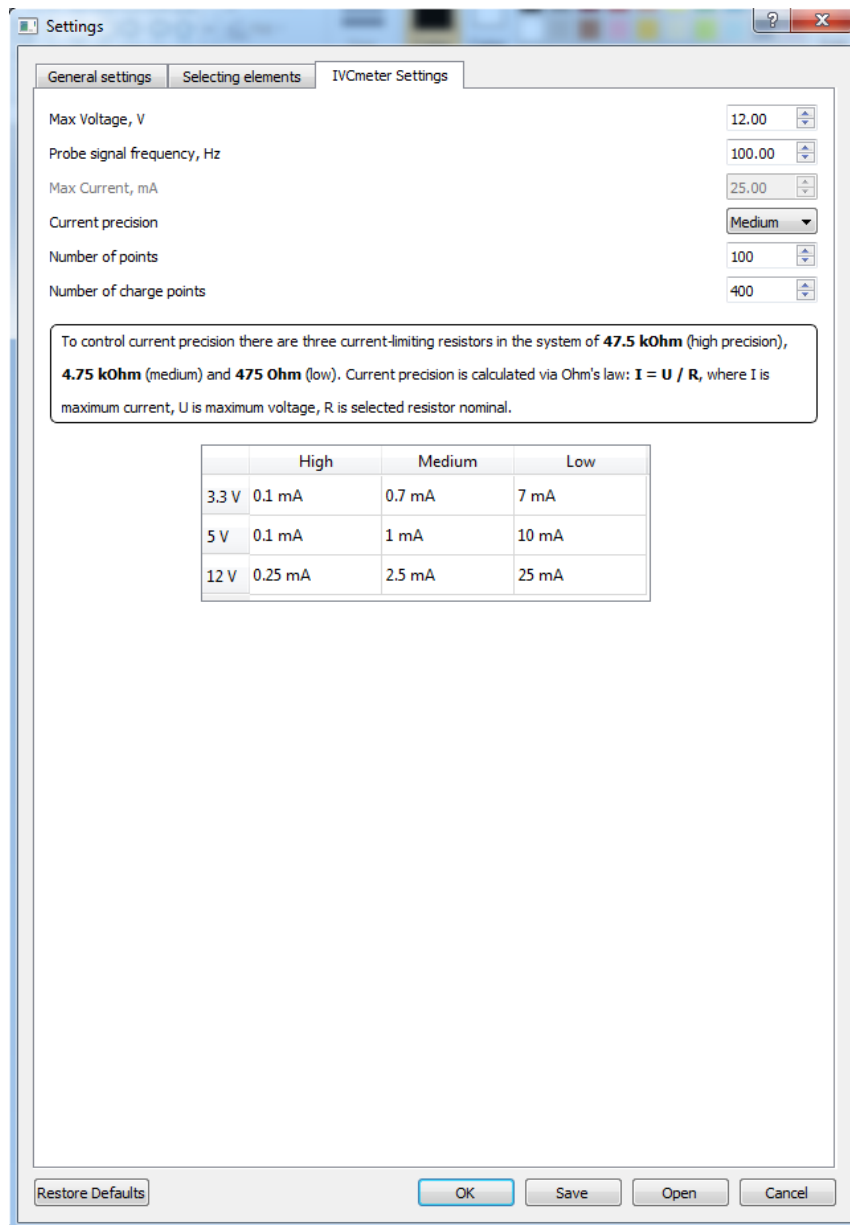 Settings
?
X
General settings Selecting elements IVCmeter Settings
Max Voltage, V 12.00
Probe signal frequency, Hz 100.00
Max Current, mA 25.00
Current precision Medium
Number of points 100
Number of charge points 400
To control current precision there are three current-limiting resistors in the system of 47.5 kOhm (high precision),
4.75 kOhm (medium) and 475 Ohm (low). Current precision is calculated via Ohm's law: I = U / R, where I is
maximum current, U is maximum voltage, R is selected resistor nominal.
High Medium Low
3.3 V 0.1 mA 0.7 mA 7 mA
5 V 0.1 mA 1 mA 10 mA
12 V 0.25 mA 2.5 mA 25 mA
Restore Defaults OK Save Open Cancel